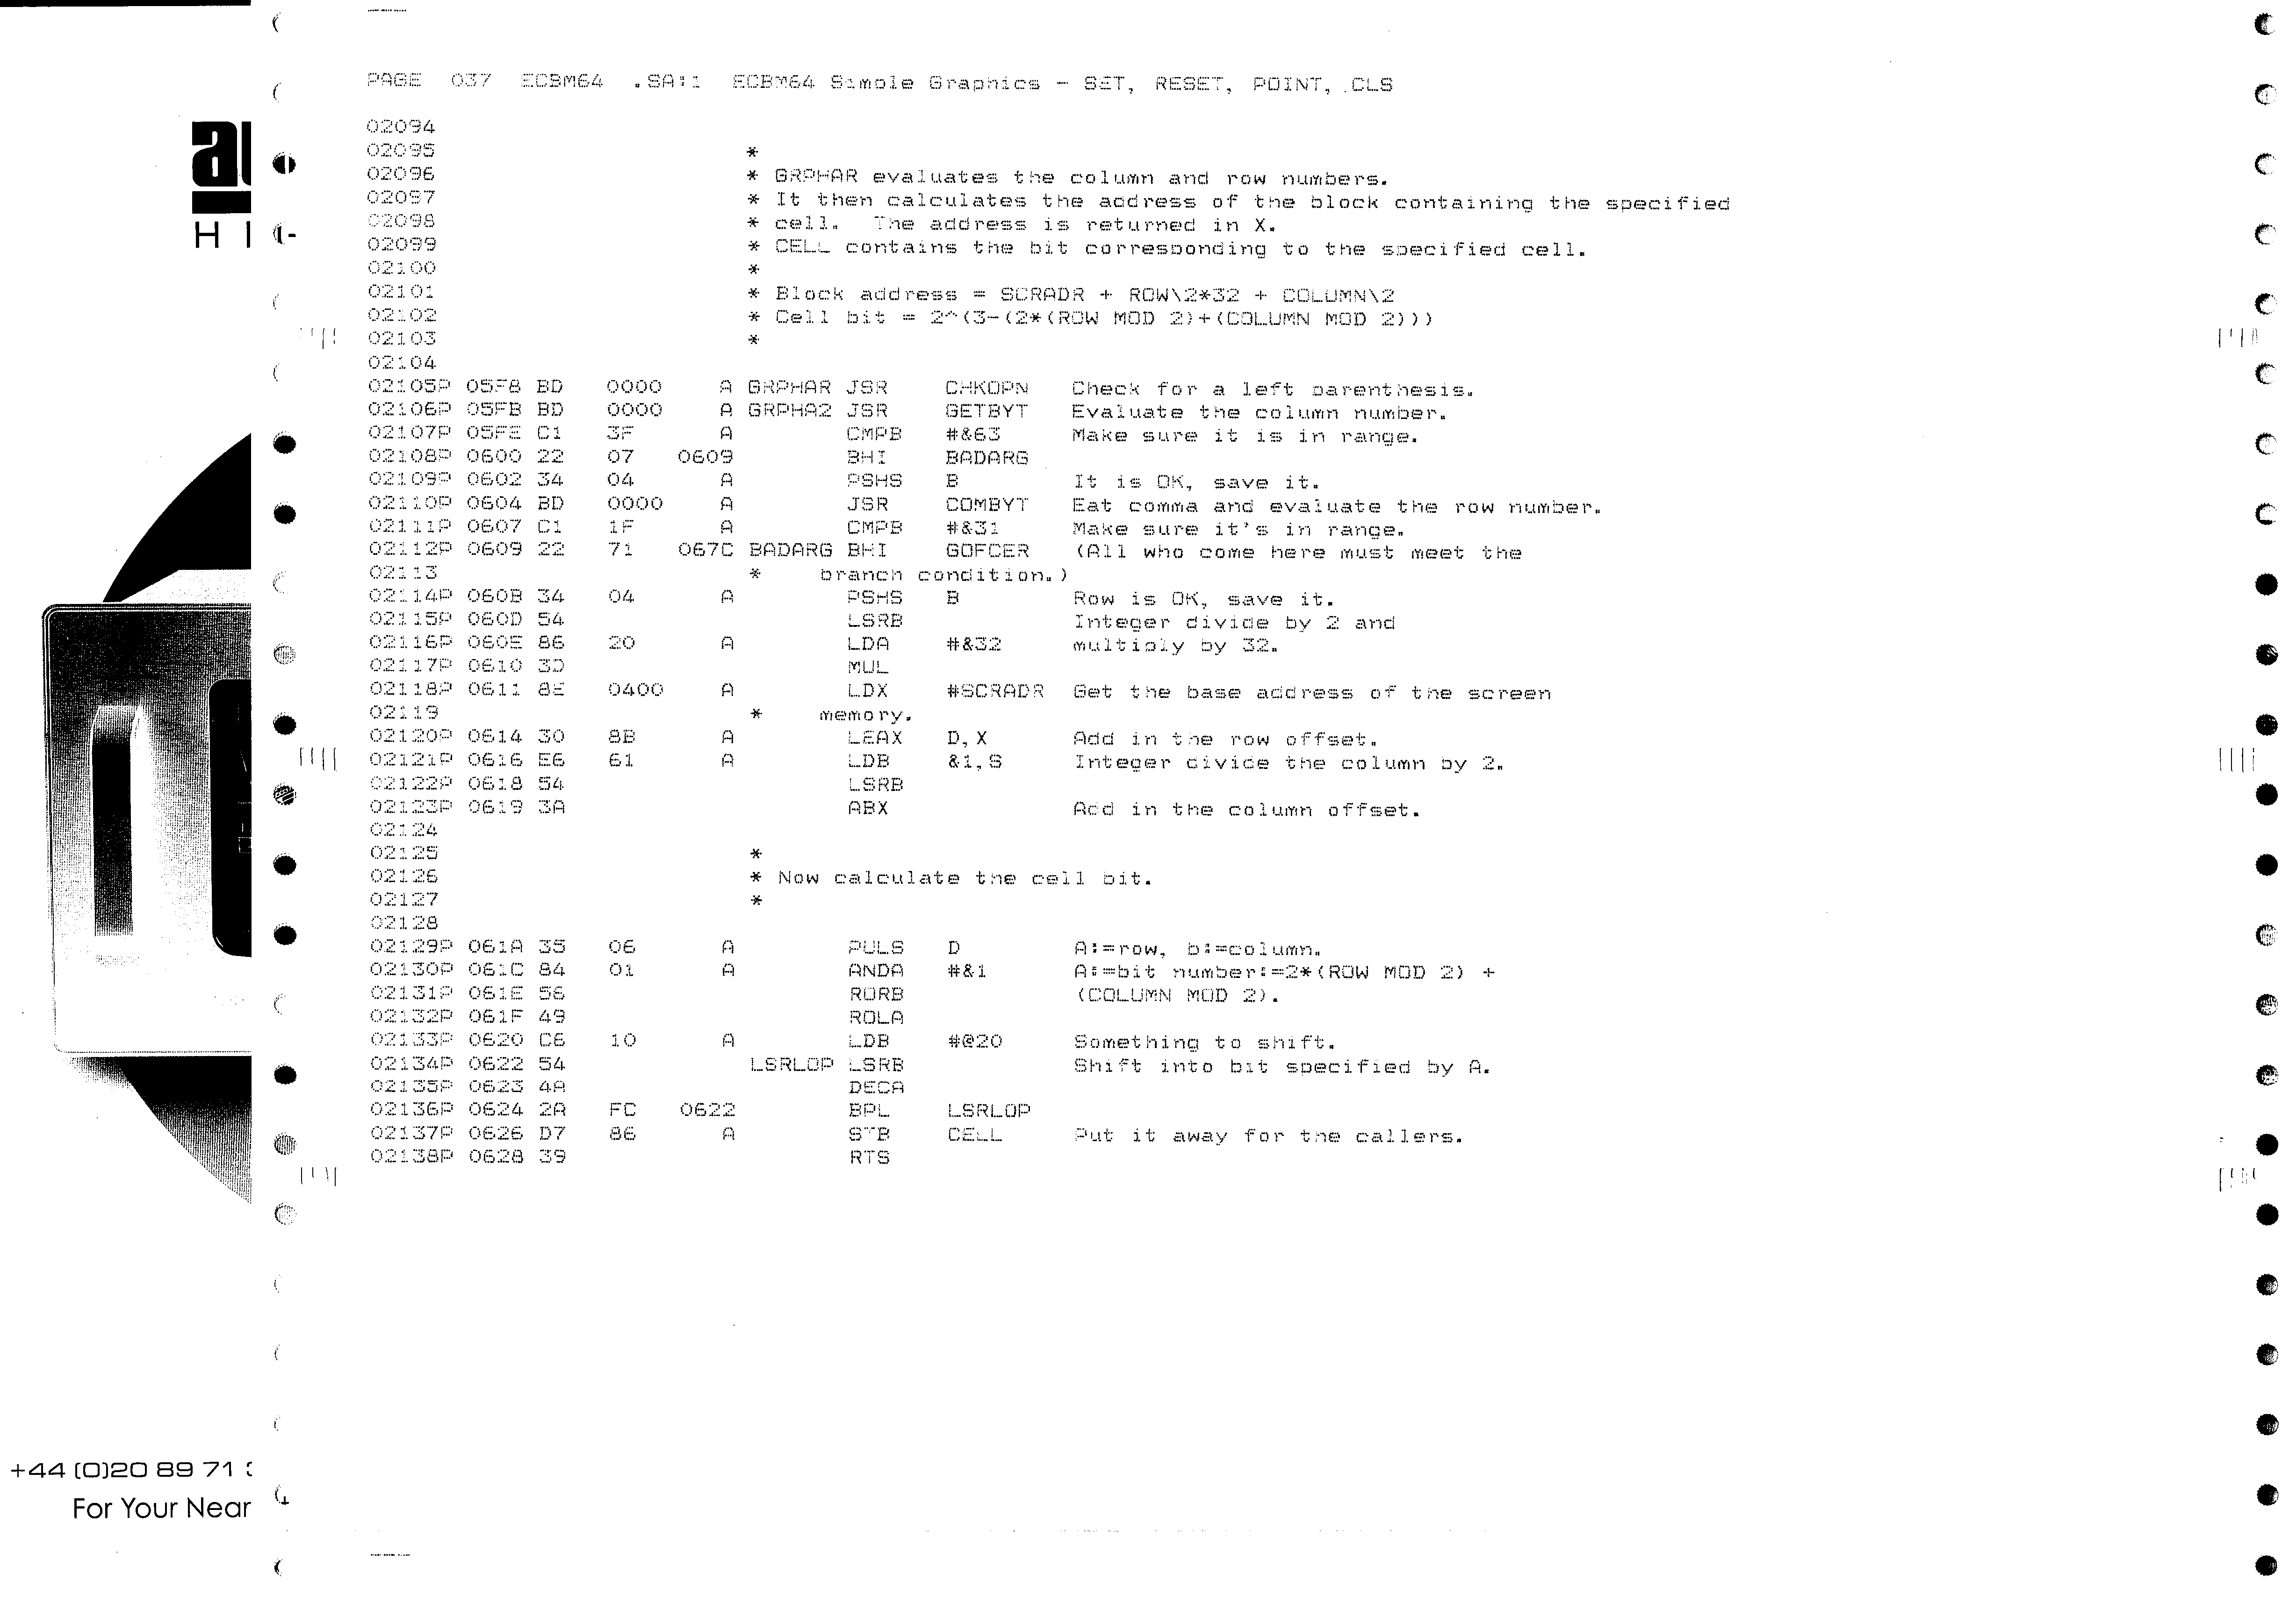 PAGE 037 ECBM64 .SA:1 ECBM64 Simple Graphics - SET, RESET, POINT, CLS
02094
02095 *
02096 * GRPHAR evaluates the column and row numbers.
02097 * It then calculates the address of the block containing the specified
02098 * cell. The address is returned in X.
02099 * CELL contains the bit corresponding to the specified cell.
02100 *
02101 * Block address = SCRADR + ROW\2*32 + COLUMN\2
02102 * Cell bit = 2^(3-(2*(ROW MOD 2)+(COLUMN MOD 2)))
02103 *
02104
02105P 05F8 BD 0000 A GRPHAR JSR CHKOPN Check for a left parenthesis.
02106P 05FB BD 0000 A GRPHA2 JSR GETBYT Evaluate the column number.
02107P 05FE C1 3F A CMPB #&63 Make sure it is in range.
02108P 0600 22 07 0609 BHI BADARG
02109P 0602 34 04 A PSHS B It is OK, save it.
02110P 0604 BD 0000 A JSR COMBYT Eat comma and evaluate the row number.
02111P 0607 C1 1F A CMPB #&31 Make sure it's in range.
02112P 0609 22 71 067C BADARG BHI GOFCER (All who come here must meet the
02113 * branch condition.)
02114P 060B 34 04 A PSHS B Row is OK, save it.
02115P 060D 54 LSRB Integer divide by 2 and
02116P 060E 86 20 A LDA #&32 multiply by 32.
02117P 0610 3D MUL
02118P 0611 8E 0400 A LDX #SCRADR Get the base address of the screen
02119 * memory.
02120P 0614 30 8B A LEAX D,X Add in the row offset.
02121P 0616 E6 61 A LDB &1,S Integer divide the column by 2.
02122P 0618 54 LSRB
02123P 0619 3A ABX Add in the column offset.
02124
02125 *
02126 * Now calculate the cell bit.
02127 *
02128
02129P 061A 35 06 A PULS D A:=row, b:=column.
02130P 061C 84 01 A ANDA #&1 A:=bit number:=2*(ROW MOD 2) +
02131P 061E 56 RORB (COLUMN MOD 2).
02132P 061F 49 ROLA
02133P 0620 C6 10 A LDB #@20 Something to shift.
02134P 0622 54 LSRLOP LSRB Shift into bit specified by A.
02135P 0623 4A DECA
02136P 0624 2A FC 0622 BPL LSRLOP
02137P 0626 D7 86 A STB CELL Put it away for the callers.
02138P 0628 39 RTS
H I
+44 (0)20 89 71
For Your Near